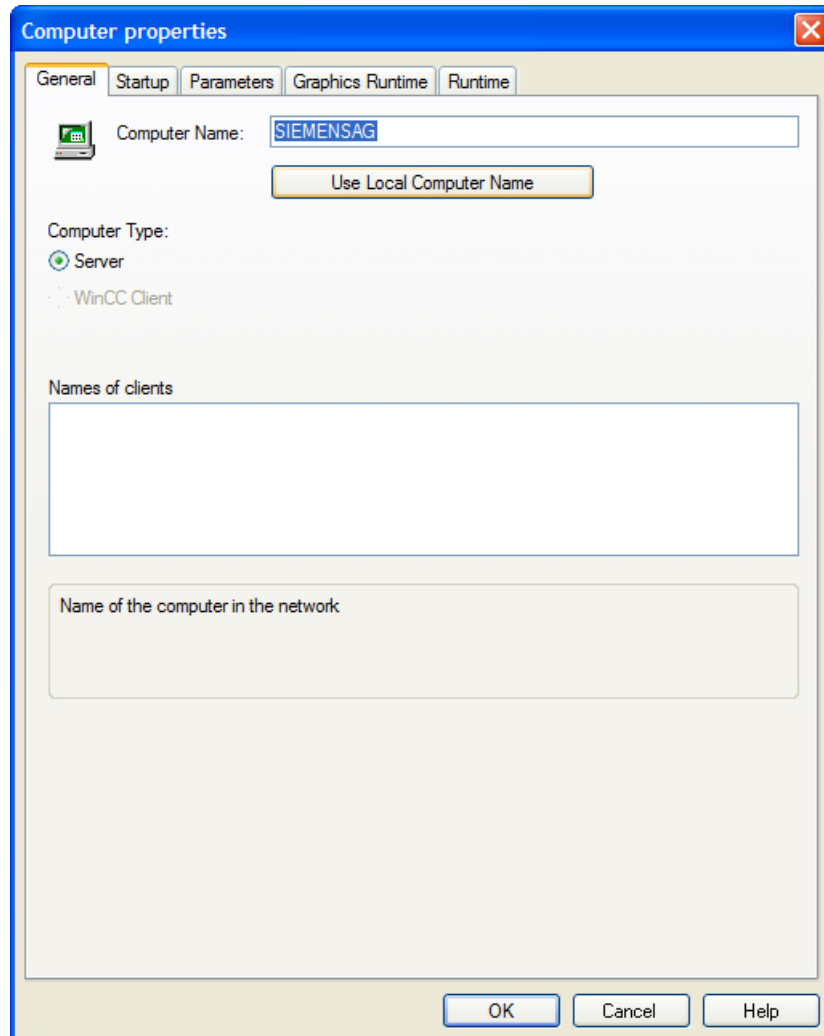 Computer properties
General Startup Parameters Graphics Runtime Runtime
Computer Name: SIEMENSAG
Use Local Computer Name
Computer Type:
Server
WinCC Client
Names of clients
Name of the computer in the network
OK Cancel Help